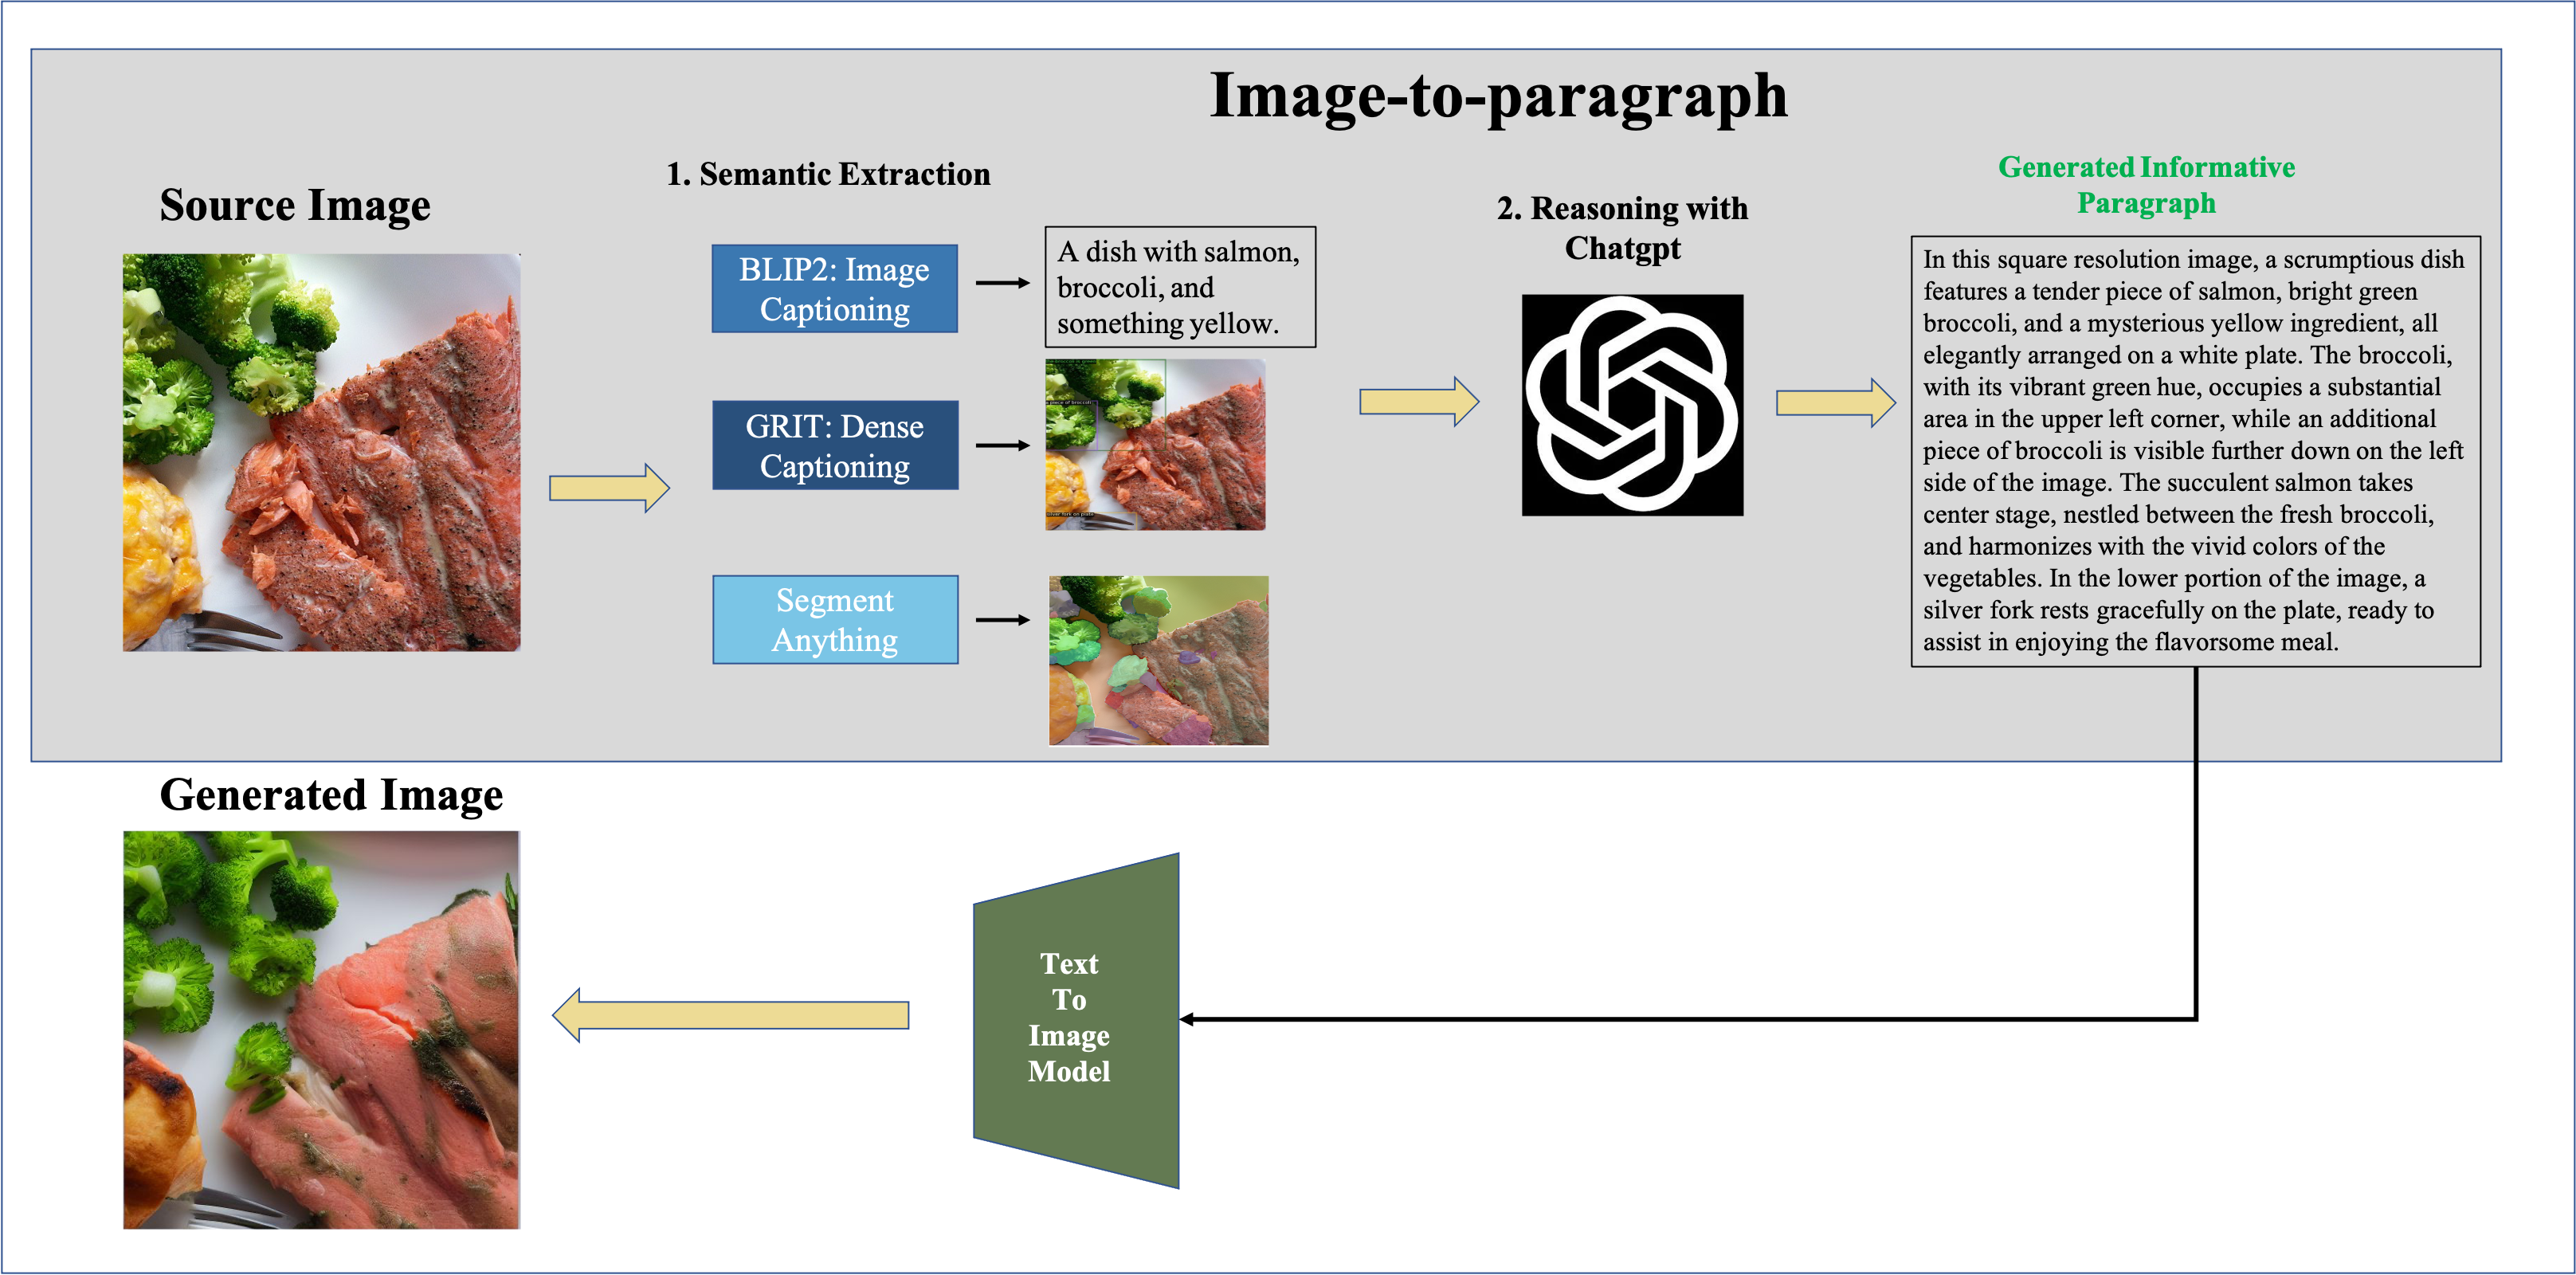 Image-to-paragraph
Source Image
1. Semantic Extraction
BLIP2: Image
Captioning
A dish with salmon,
broccoli, and
something yellow.
GRIT: Dense
Captioning
piece of broccoli
silver fork on plate
Segment
Anything
2. Reasoning with
Chatgpt
Generated Informative
Paragraph
In this square resolution image, a scrumptious dish
features a tender piece of salmon, bright green
broccoli, and a mysterious yellow ingredient, all
elegantly arranged on a white plate. The broccoli,
with its vibrant green hue, occupies a substantial
area in the upper left corner, while an additional
piece of broccoli is visible further down on the left
side of the image. The succulent salmon takes
center stage, nestled between the fresh broccoli,
and harmonizes with the vivid colors of the
vegetables. In the lower portion of the image, a
silver fork rests gracefully on the plate, ready to
assist in enjoying the flavorsome meal.
Generated Image
Text
To
Image
Model